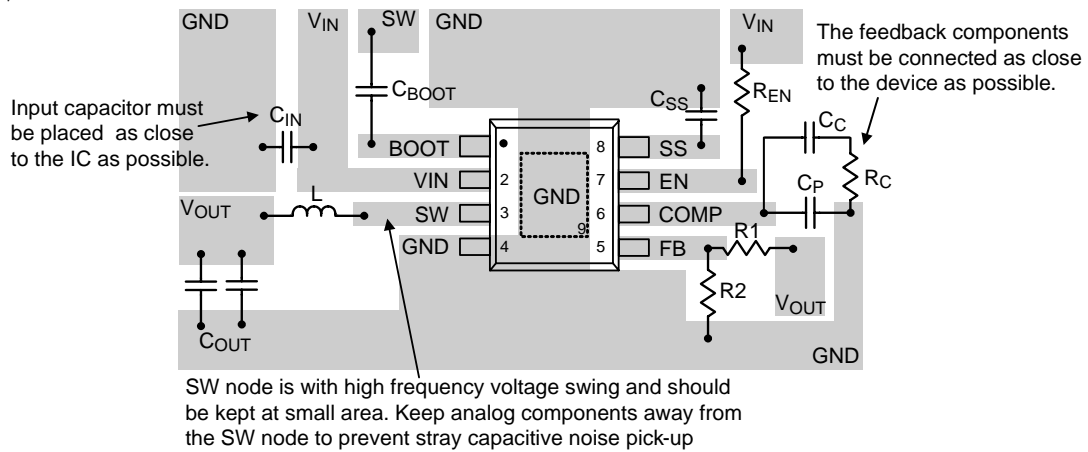 GND
VIN
SW
GND
VIN
The feedback components
must be connected as close
to the device as possible.
Input capacitor must
be placed as close
to the IC as possible.
CIN
CBOOT
CSS
REN
CC
RC
CP
BOOT
8
SS
VIN
2
7
EN
GND
VOUT
L
SW
3
6
COMP
GND
4
9
5
FB
R1
R2
VOUT
COUT
GND
SW node is with high frequency voltage swing and should
be kept at small area. Keep analog components away from
the SW node to prevent stray capacitive noise pick-up